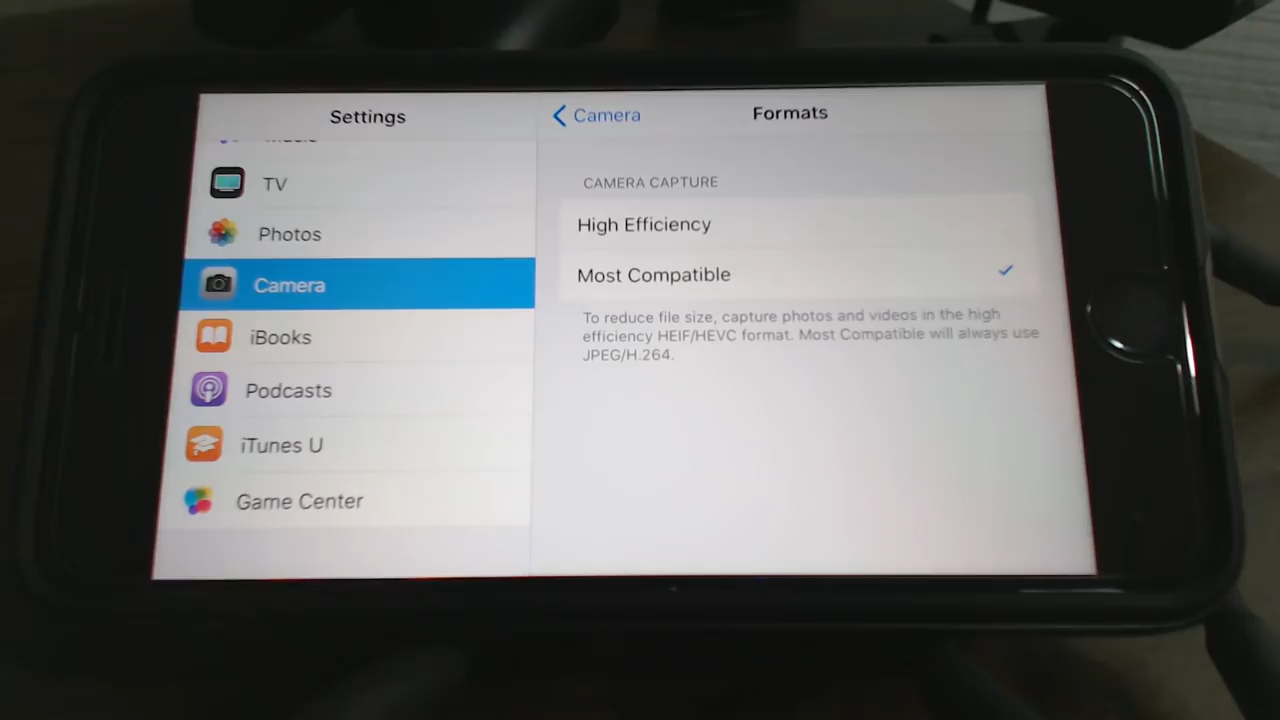 Settings
TV
Photos
Camera
iBooks
Podcasts
iTunes U
Game Center
Camera
Formats
CAMERA CAPTURE
High Efficiency
Most Compatible
To reduce file size, capture photos and videos in the high
efficiency HEIF/HEVC format. Most Compatible will always use
JPEG/H.264.